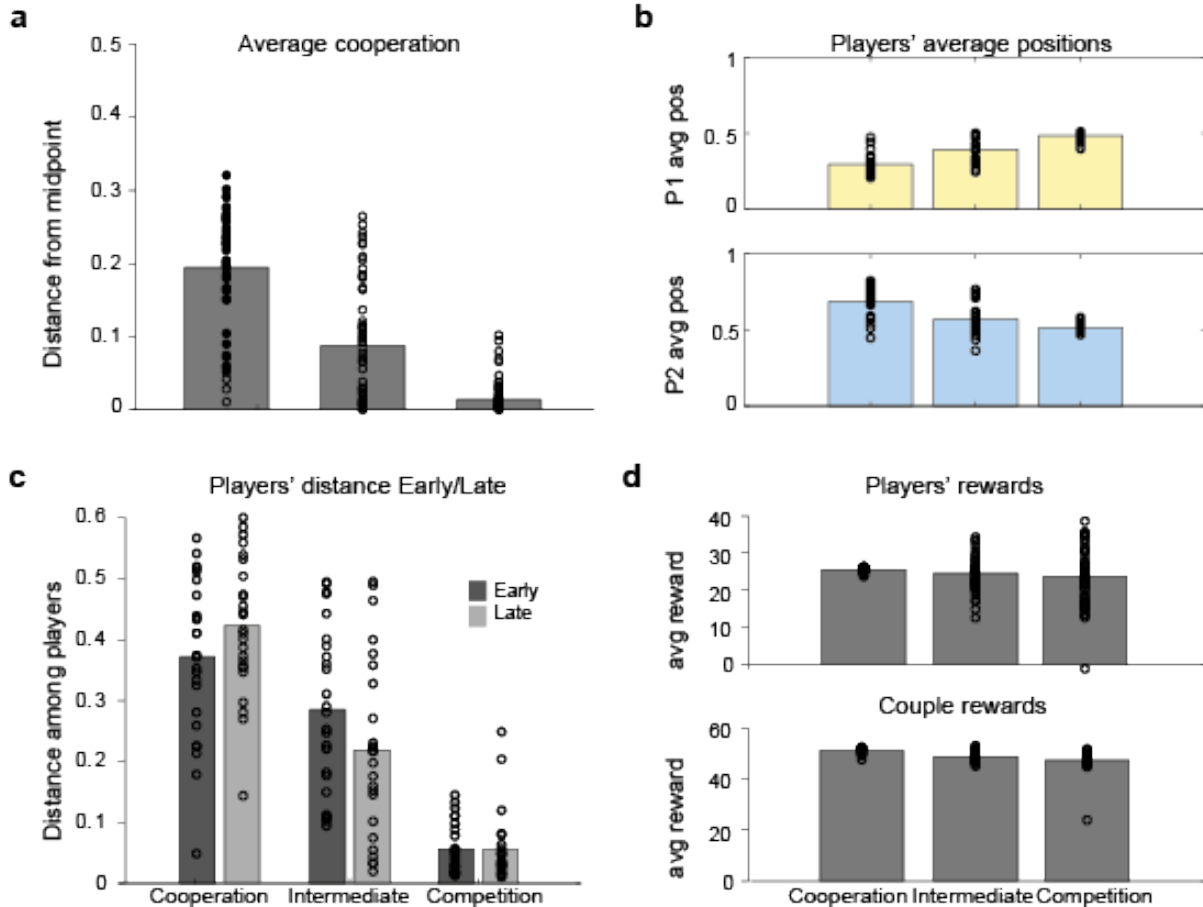 a
Average cooperation
0.5
0.4
0.3
0.2
0.1
0
Distance from midpoint
b
Players' average positions
1
0.5
0
P1 avg pos
1
0.5
0
P2 avg pos
c
Players' distance Early/Late
0.6
0.5
0.4
0.3
0.2
0.1
0
Distance among players
Early
Late
Cooperation Intermediate Competition
d
Players' rewards
40
30
20
10
0
avg reward
Couple rewards
60
40
20
0
avg reward
Cooperation Intermediate Competition